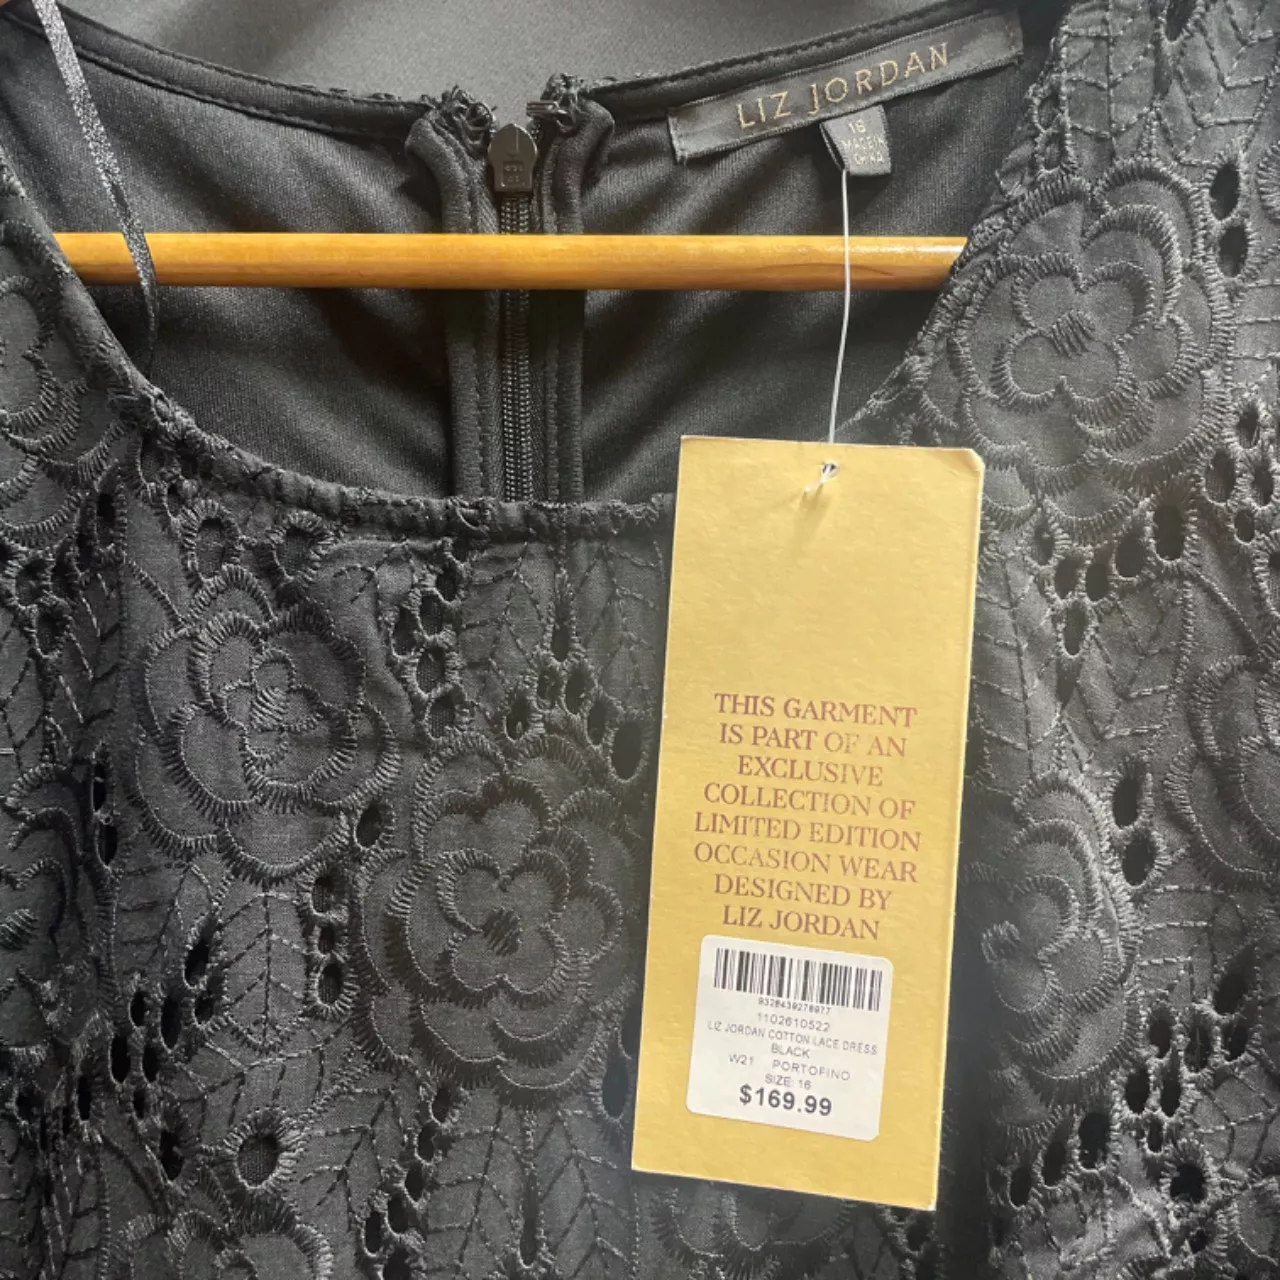 LIZ JORDAN
16
MADE IN
CHINA
THIS GARMENT
IS PART OF AN
EXCLUSIVE
COLLECTION OF
LIMITED EDITION
OCCASION WEAR
DESIGNED BY
LIZ JORDAN
9328439278977
1102610522
LIZ JORDAN COTTON LACE DRESS
BLACK
W21 PORTOFINO
SIZE: 16
$169.99